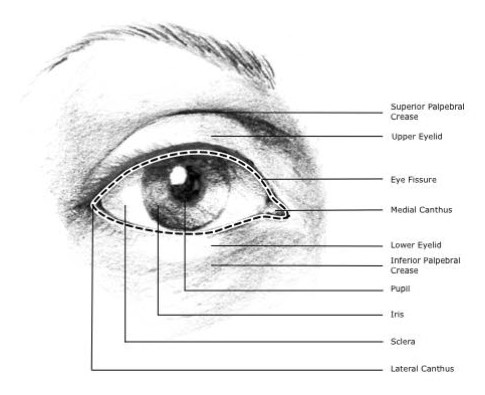 Superior Palpebral
Crease
Upper Eyelid
Eye Fissure
Medial Canthus
Lower Eyelid
Inferior Palpebral
Crease
Pupil
Iris
Sclera
Lateral Canthus